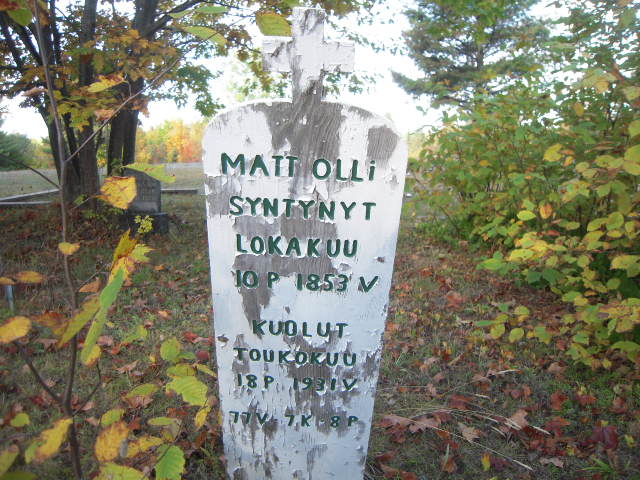 MATT OLLi
SYNTYNYT
LOKAKUU
10 P 1853 V
KUOLUT
TOUKOKUU
18 P 1931 V
77 V 7 K 8 P